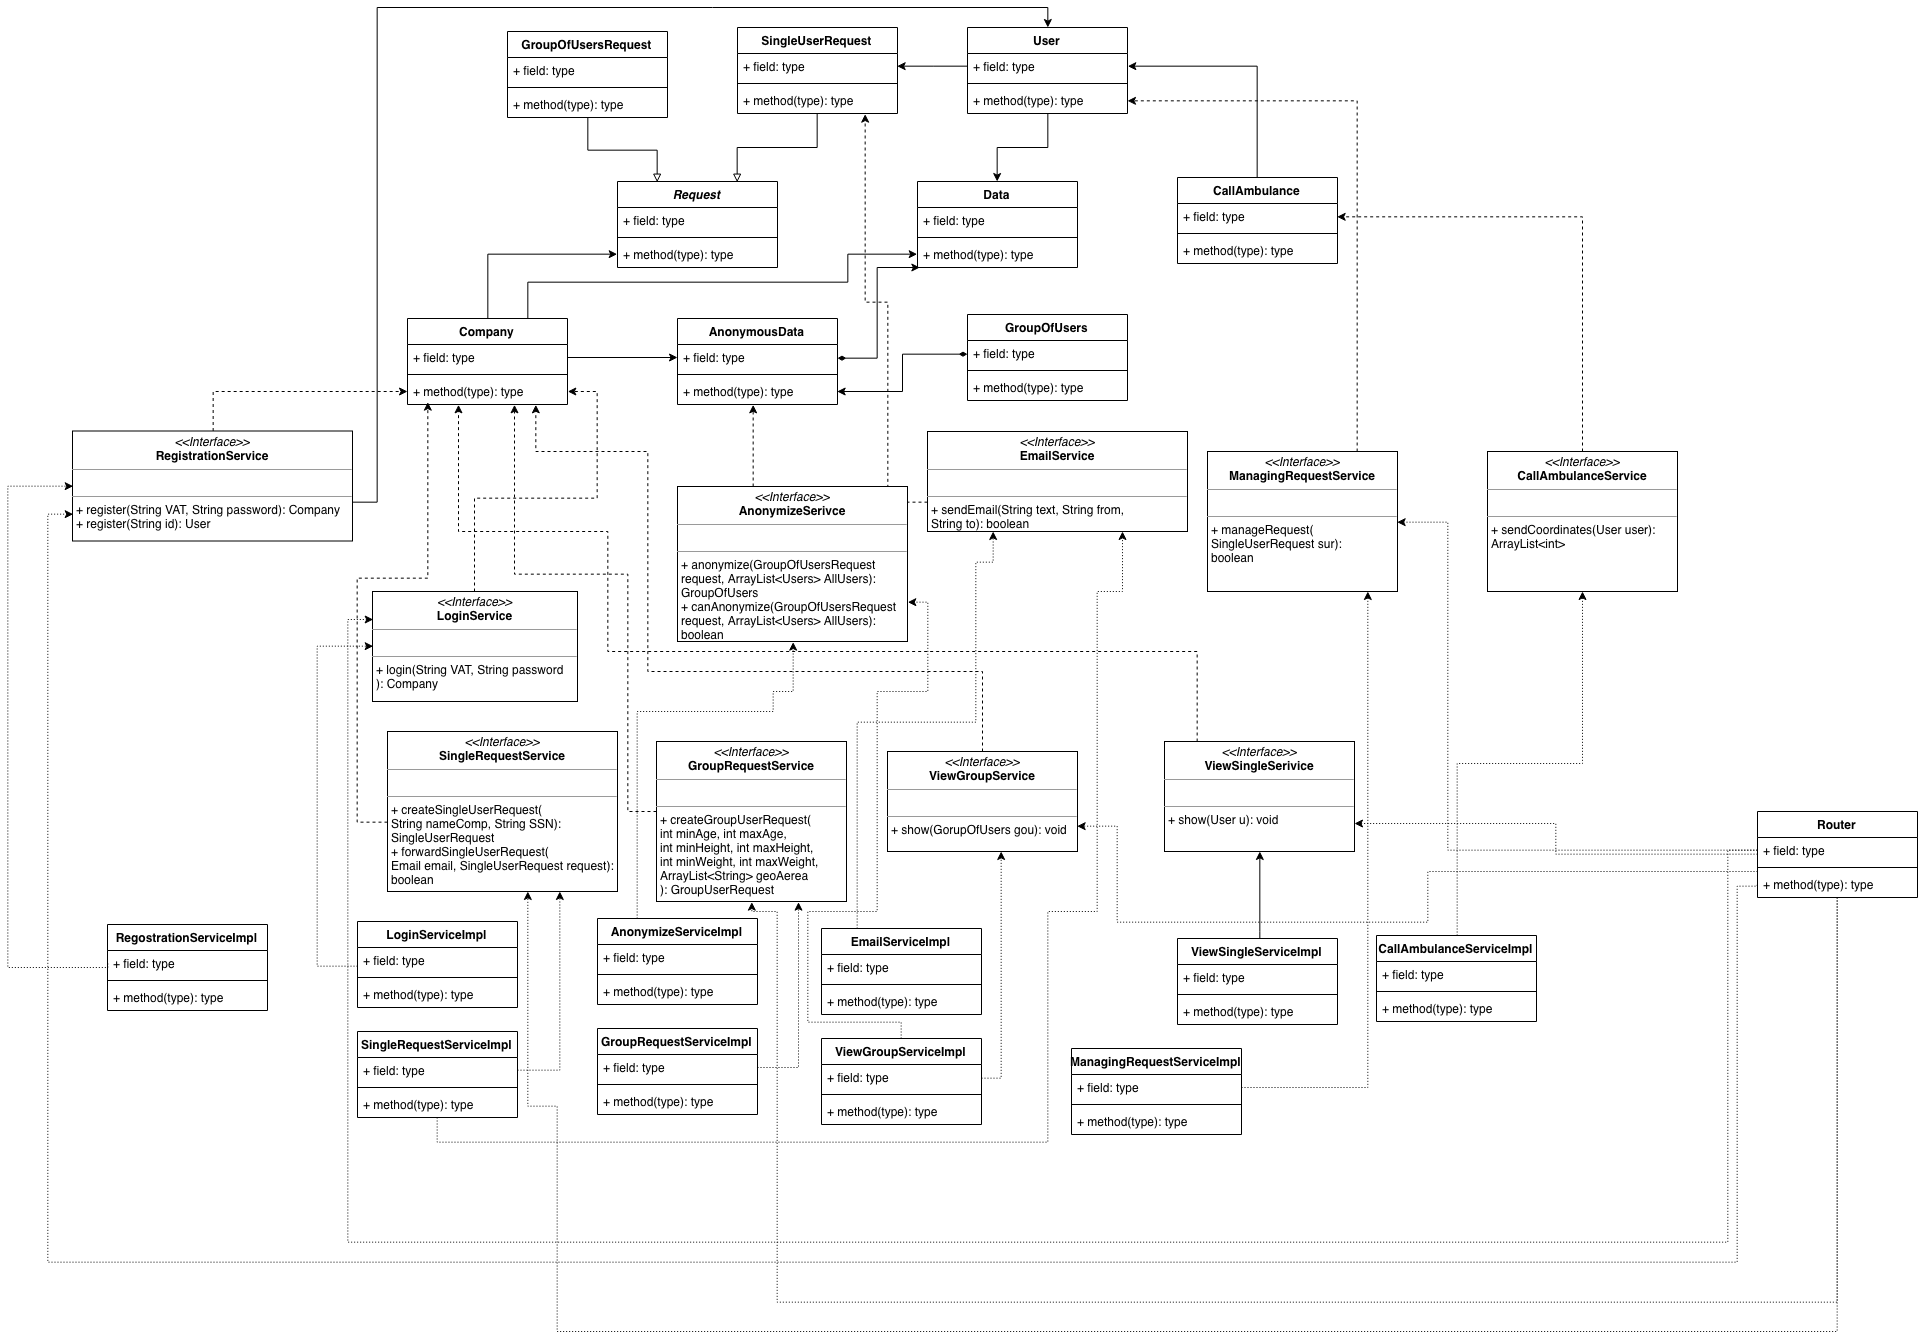 GroupOfUsersRequest
+ field: type
+ method(type): type
SingleUserRequest
+ field: type
+ method(type): type
User
+ field: type
+ method(type): type
Request
+ field: type
+ method(type): type
Data
+ field: type
+ method(type): type
CallAmbulance
+ field: type
+ method(type): type
Company
+ field: type
+ method(type): type
AnonymousData
+ field: type
+ method(type): type
GroupOfUsers
+ field: type
+ method(type): type
<<Interface>>
RegistrationService
+ register(String VAT, String password): Company
+ register(String id): User
<<Interface>>
AnonymizeSerivce
+ anonymize(GroupOfUsersRequest
request, ArrayList<Users> AllUsers):
GroupOfUsers
+ canAnonymize(GroupOfUsersRequest
request, ArrayList<Users> AllUsers):
boolean
<<Interface>>
EmailService
+ sendEmail(String text, String from,
String to): boolean
<<Interface>>
ManagingRequestService
+ manageRequest(
SingleUserRequest sur):
boolean
<<Interface>>
CallAmbulanceService
+ sendCoordinates(User user):
ArrayList<int>
<<Interface>>
LoginService
+ login(String VAT, String password
): Company
<<Interface>>
SingleRequestService
+ createSingleUserRequest(
String nameComp, String SSN):
SingleUserRequest
+ forwardSingleUserRequest(
Email email, SingleUserRequest request):
boolean
<<Interface>>
GroupRequestService
+ createGroupUserRequest(
int minAge, int maxAge,
int minHeight, int maxHeight,
int minWeight, int maxWeight,
ArrayList<String> geoAerea
): GroupUserRequest
<<Interface>>
ViewGroupService
+ show(GorupOfUsers gou): void
<<Interface>>
ViewSingleSerivice
+ show(User u): void
Router
+ field: type
+ method(type): type
RegostrationServiceImpl
+ field: type
+ method(type): type
LoginServiceImpl
+ field: type
+ method(type): type
AnonymizeServiceImpl
+ field: type
+ method(type): type
EmailServiceImpl
+ field: type
+ method(type): type
ViewSingleServiceImpl
+ field: type
+ method(type): type
CallAmbulanceServiceImpl
+ field: type
+ method(type): type
SingleRequestServiceImpl
+ field: type
+ method(type): type
GroupRequestServiceImpl
+ field: type
+ method(type): type
ViewGroupServiceImpl
+ field: type
+ method(type): type
ManagingRequestServiceImpl
+ field: type
+ method(type): type